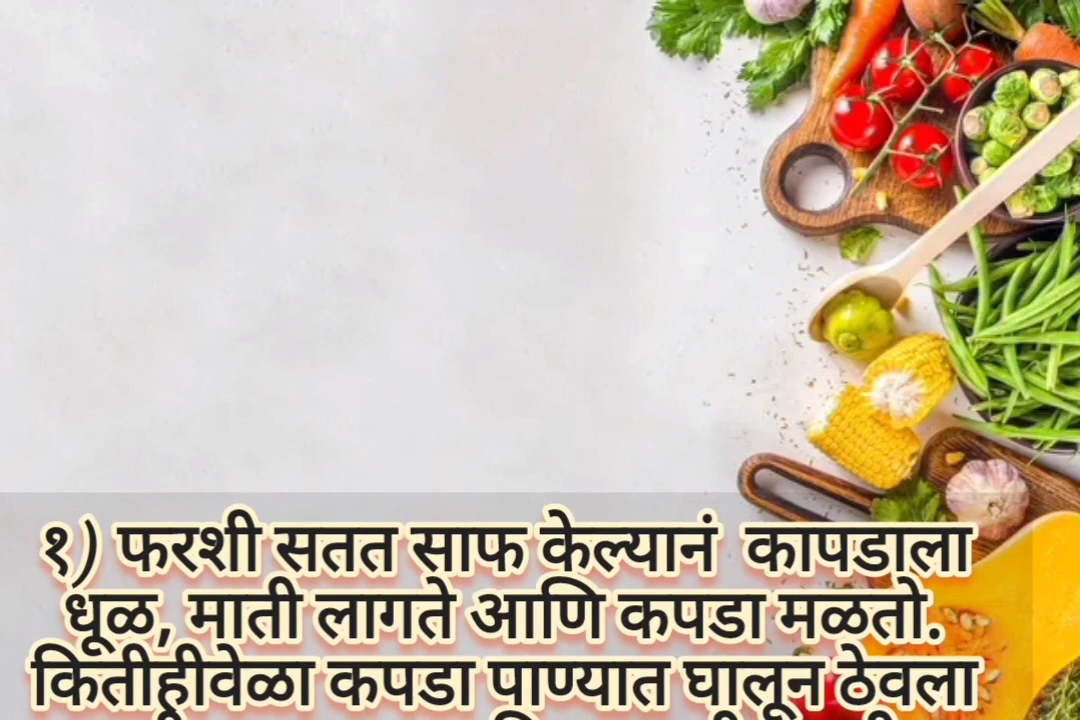 १) फरशी सतत साफ केल्यानं कापडाला
धूळ, माती लागते आणि कपडा मळतो.
कितीहीवेळा कपडा पाण्यात घालून ठेवला